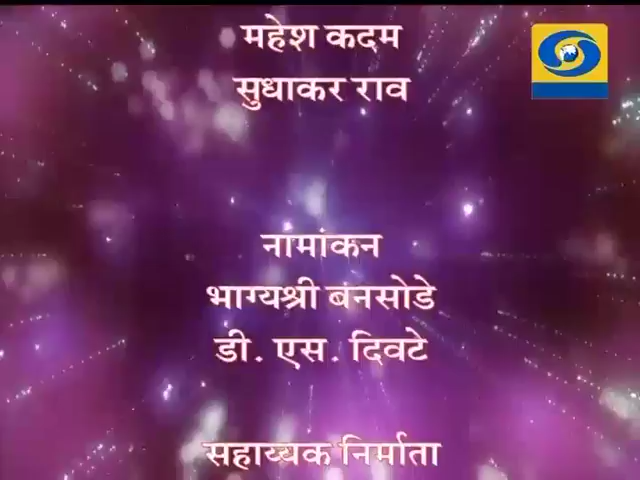 महेश कदम
सुधाकर राव
नामांकन
भाग्यश्री बनसोडे
डी. एस. दिवटे
सहाय्यक निर्माता